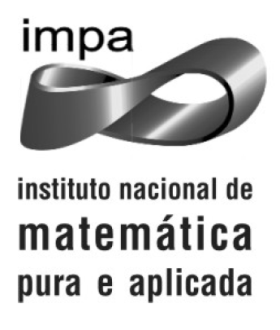 impa
instituto nacional de
matemática
pura e aplicada